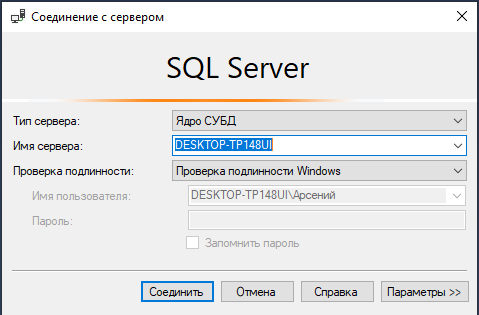 Соединение с сервером
SQL Server
Тип сервера: Ядро СУБД
Имя сервера: DESKTOP-TP148UI
Проверка подлинности: Проверка подлинности Windows
Имя пользователя: DESKTOP-TP148UI\Арсений
Пароль:
Запомнить пароль
Соединить Отмена Справка Параметры >>